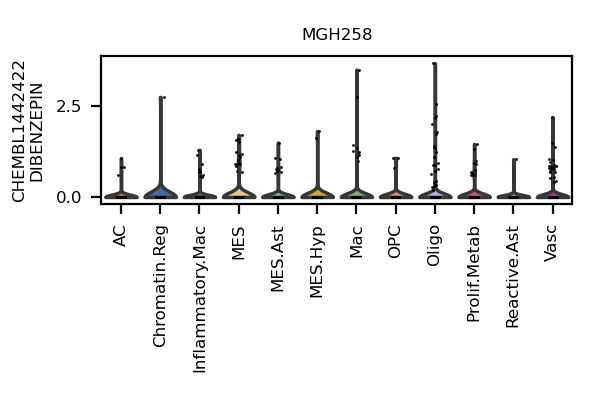 MGH258
CHEMBL1442422
DIBENZEPIN
2.5
0.0
AC
Chromatin.Reg
Inflammatory.Mac
MES
MES.Ast
MES.Hyp
Mac
OPC
Oligo
Prolif.Metab
Reactive.Ast
Vasc